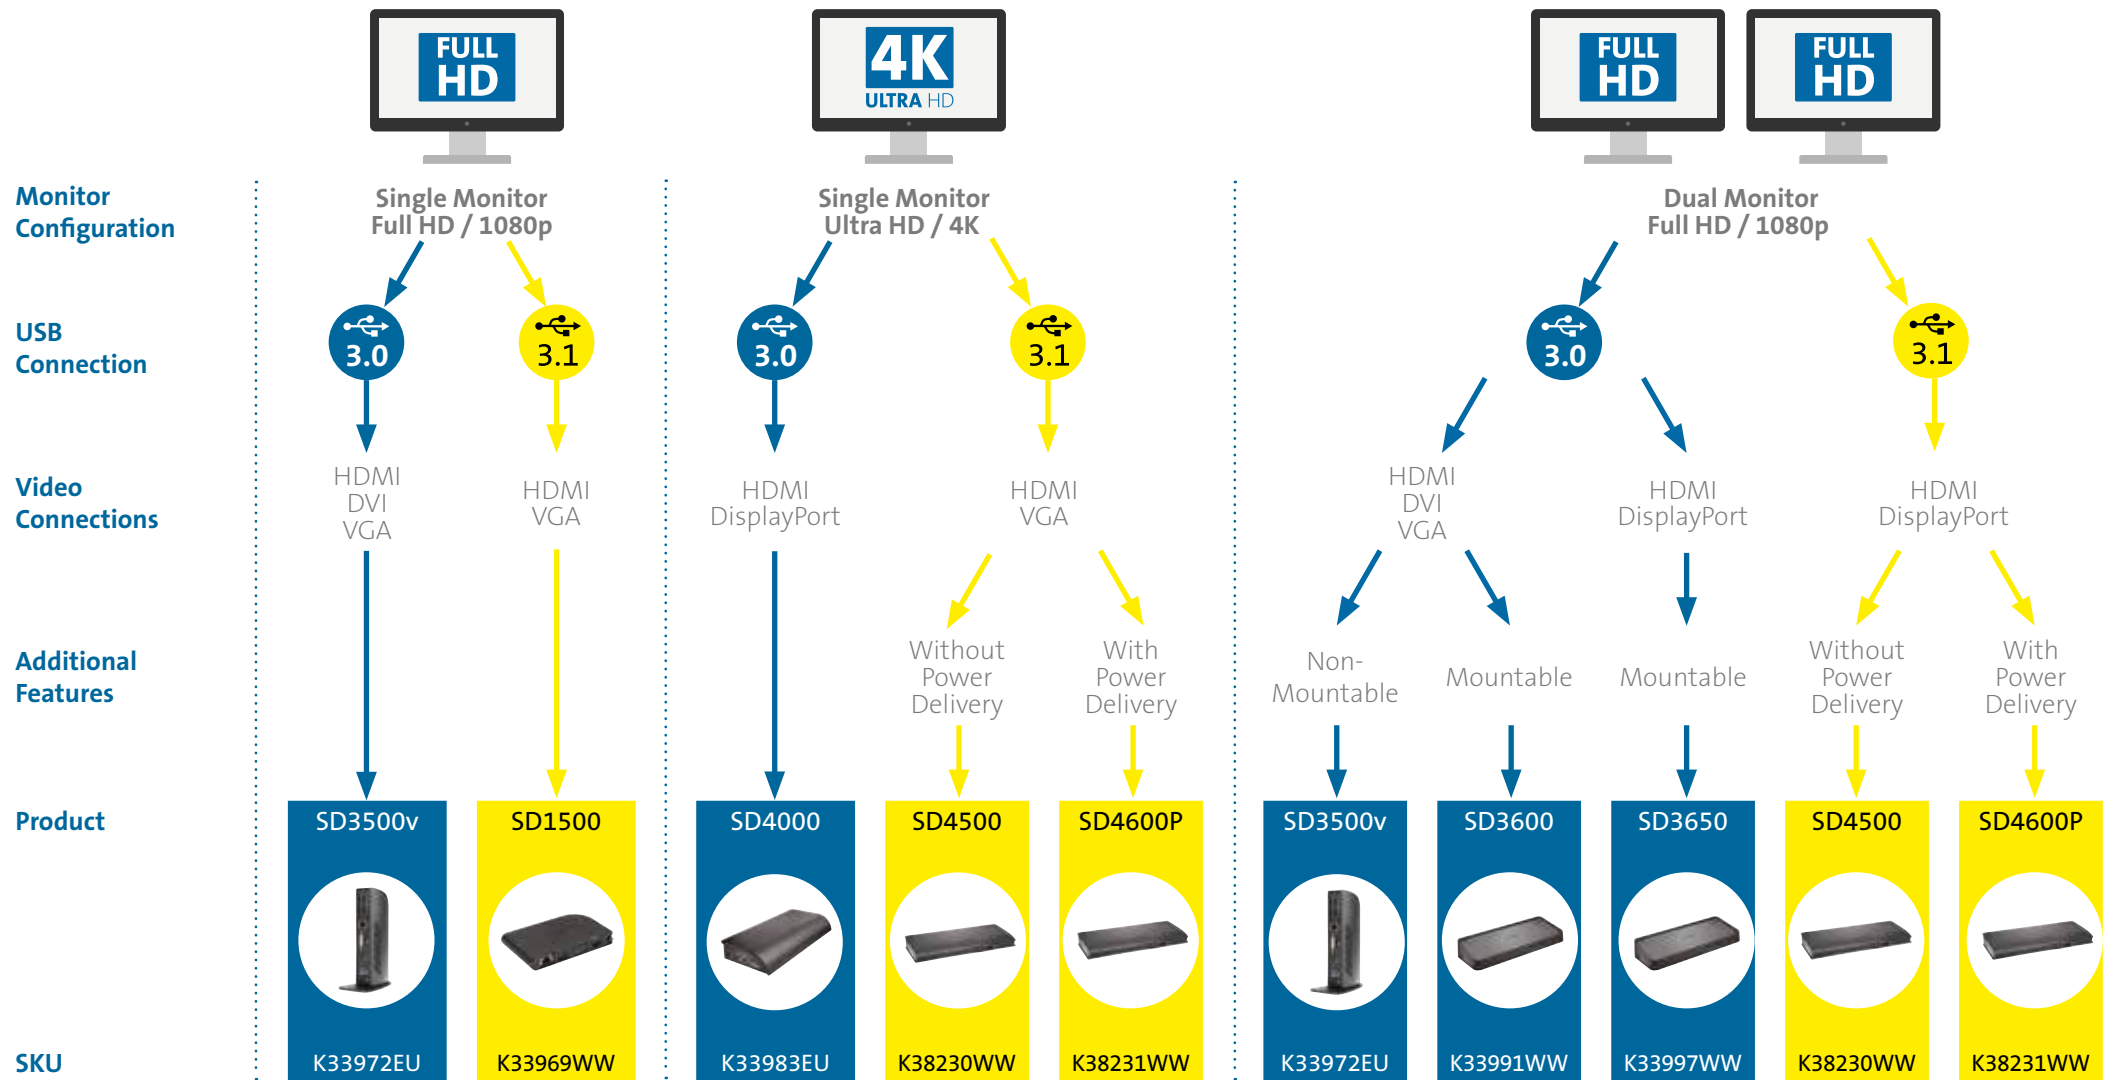 FULL
HD
4K
ULTRA HD
FULL
HD
FULL
HD
Monitor
Configuration
Single Monitor
Full HD / 1080p
Single Monitor
Ultra HD / 4K
Dual Monitor
Full HD / 1080p
USB
Connection
3.0
3.1
3.0
3.1
3.0
3.1
Video
Connections
HDMI
DVI
VGA
HDMI
VGA
HDMI
DisplayPort
HDMI
VGA
HDMI
DVI
VGA
HDMI
DisplayPort
HDMI
DisplayPort
Additional
Features
Without
Power
Delivery
With
Power
Delivery
Non-
Mountable
Mountable
Mountable
Without
Power
Delivery
With
Power
Delivery
Product
SD3500v
SD1500
SD4000
SD4500
SD4600P
SD3500v
SD3600
SD3650
SD4500
SD4600P
SKU
K33972EU
K33969WW
K33983EU
K38230WW
K38231WW
K33972EU
K33991WW
K33997WW
K38230WW
K38231WW